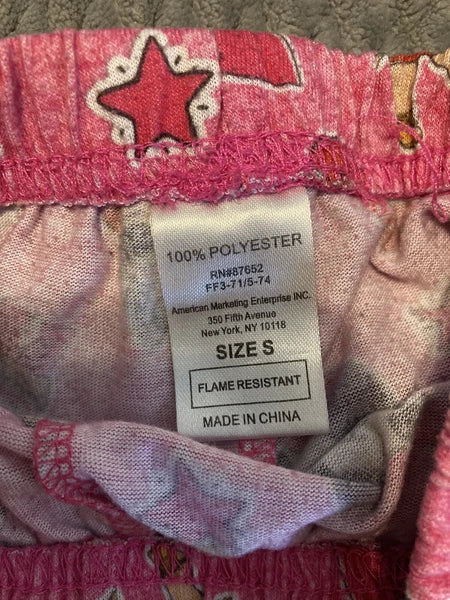 100% POLYESTER
RN#87652
FF3-71/5-74
American Marketing Enterprise INC.
350 Fifth Avenue
New York, NY 10118
SIZE S
FLAME RESISTANT
MADE IN CHINA